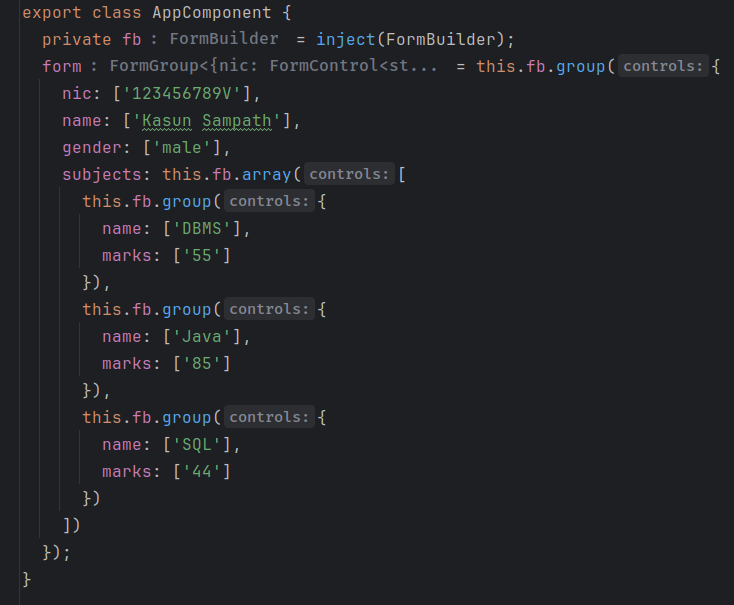 export class AppComponent {
  private fb : FormBuilder = inject(FormBuilder);
  form : FormGroup<{nic: FormControl<st... = this.fb.group( controls: {
    nic: ['123456789V'],
    name: ['Kasun Sampath'],
    gender: ['male'],
    subjects: this.fb.array( controls: [
      this.fb.group( controls: {
        name: ['DBMS'],
        marks: ['55']
      }),
      this.fb.group( controls: {
        name: ['Java'],
        marks: ['85']
      }),
      this.fb.group( controls: {
        name: ['SQL'],
        marks: ['44']
      })
    ])
  });
}